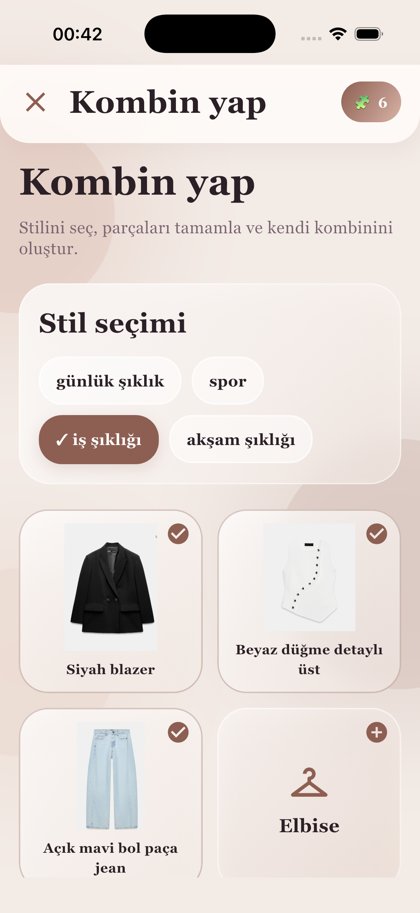 00:42
Kombin yap
6
Kombin yap
Stilini seç, parçaları tamamla ve kendi kombinini
oluştur.
Stil seçimi
günlük şıklık
spor
✓ iş şıklığı
akşam şıklığı
Siyah blazer
Beyaz düğme detaylı
üst
Açık mavi bol paça
jean
Elbise